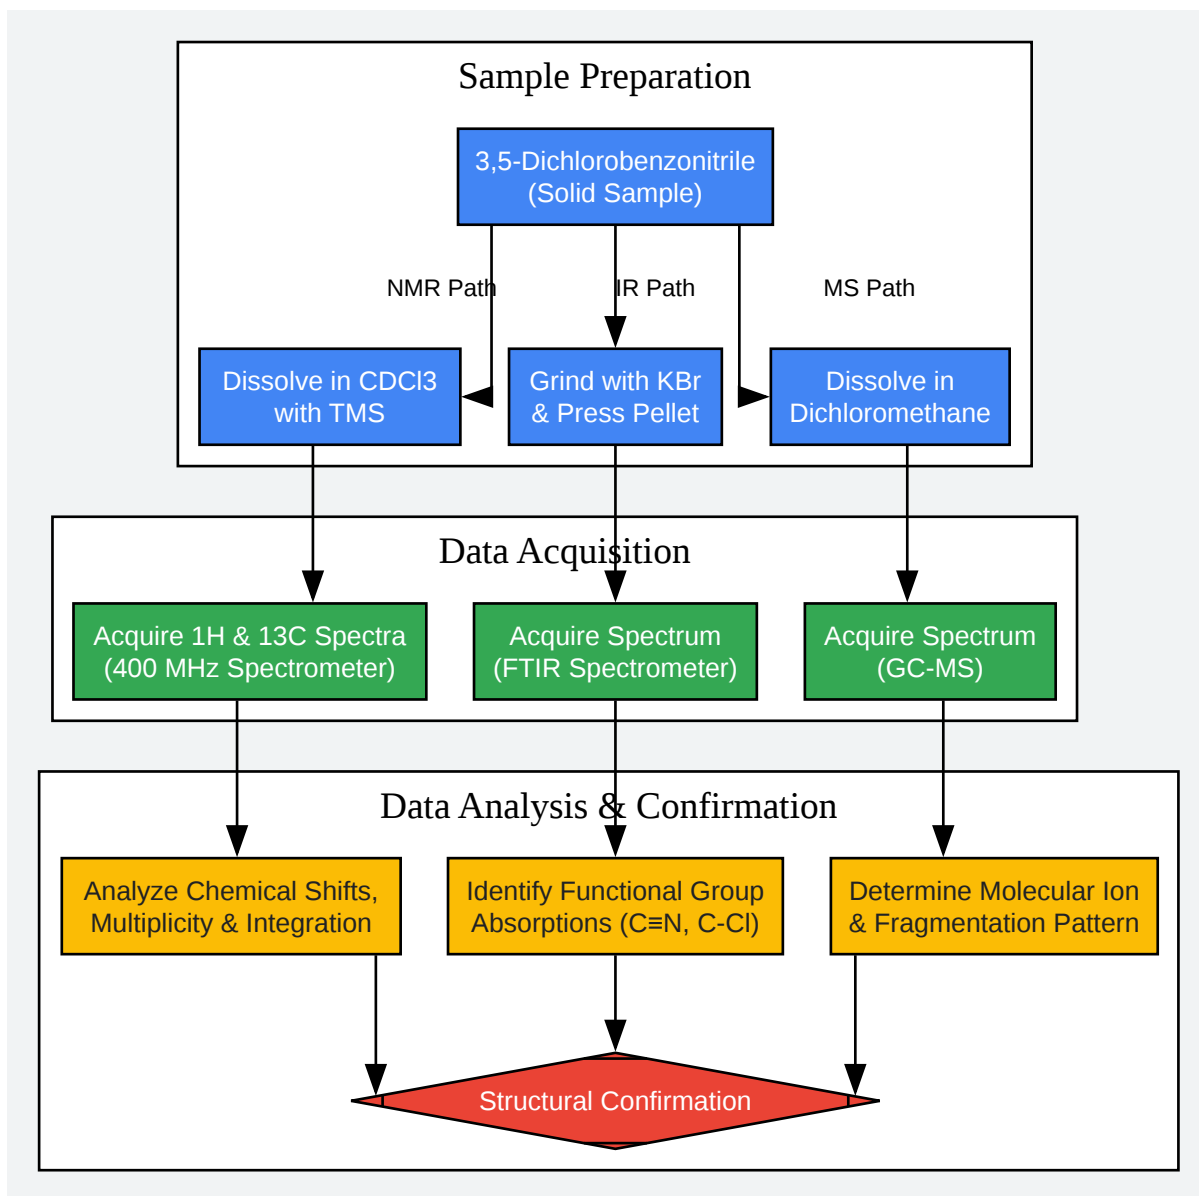 Sample Preparation
3,5-Dichlorobenzonitrile
(Solid Sample)
NMR Path
IR Path
MS Path
Dissolve in CDCl3
with TMS
Grind with KBr
& Press Pellet
Dissolve in
Dichloromethane
Data Acquisition
Acquire 1H & 13C Spectra
(400 MHz Spectrometer)
Acquire Spectrum
(FTIR Spectrometer)
Acquire Spectrum
(GC-MS)
Data Analysis & Confirmation
Analyze Chemical Shifts,
Multiplicity & Integration
Identify Functional Group
Absorptions (C≡N, C-Cl)
Determine Molecular Ion
& Fragmentation Pattern
Structural Confirmation